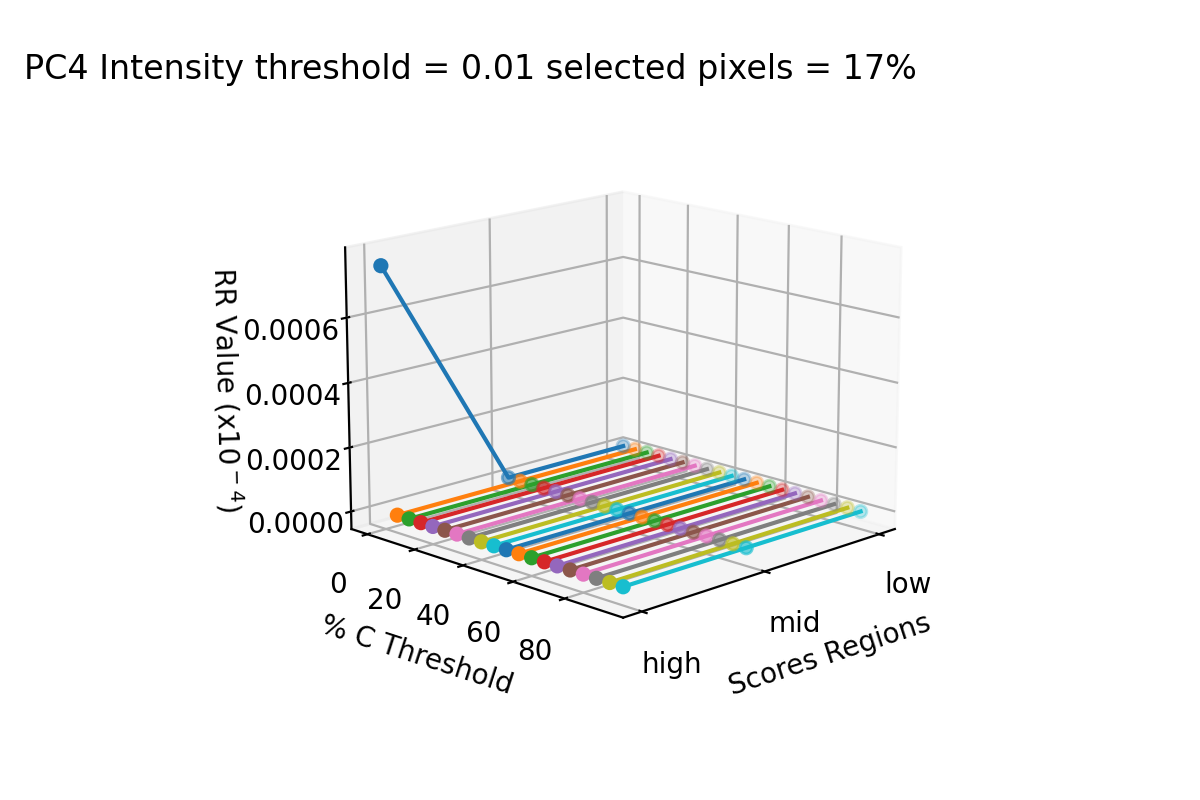 PC4 Intensity threshold = 0.01 selected pixels = 17%
RR Value (x10⁻⁴)
0.0006
0.0004
0.0002
0.0000
0
20
40
60
80
% C Threshold
high
mid
low
Scores Regions